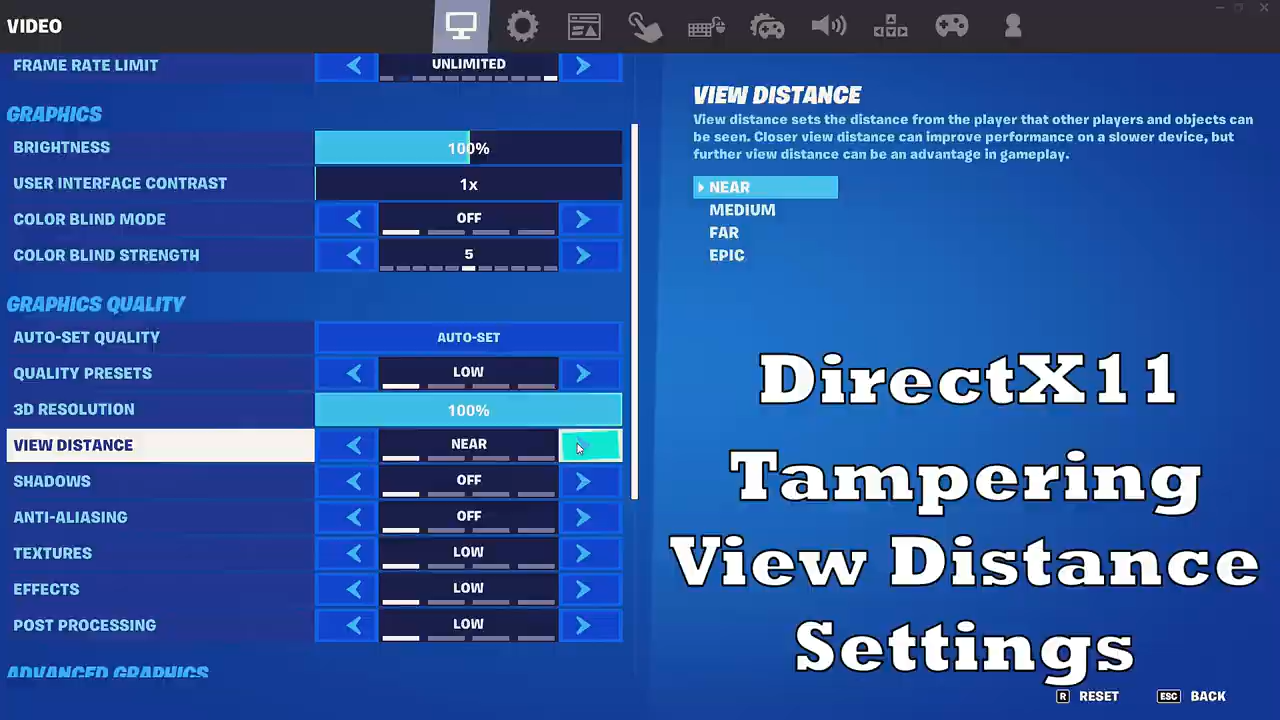 VIDEO
FRAME RATE LIMIT
UNLIMITED
GRAPHICS
BRIGHTNESS
100%
USER INTERFACE CONTRAST
1x
COLOR BLIND MODE
OFF
COLOR BLIND STRENGTH
5
GRAPHICS QUALITY
AUTO-SET QUALITY
AUTO-SET
QUALITY PRESETS
LOW
3D RESOLUTION
100%
VIEW DISTANCE
NEAR
SHADOWS
OFF
ANTI-ALIASING
OFF
TEXTURES
LOW
EFFECTS
LOW
POST PROCESSING
LOW
ADVANCED GRAPHICS
VIEW DISTANCE
View distance sets the distance from the player that other players and objects can
be seen. Closer view distance can improve performance on a slower device, but
further view distance can be an advantage in gameplay.
NEAR
MEDIUM
FAR
EPIC
DirectX11
Tampering
View Distance
Settings
R RESET
ESC BACK